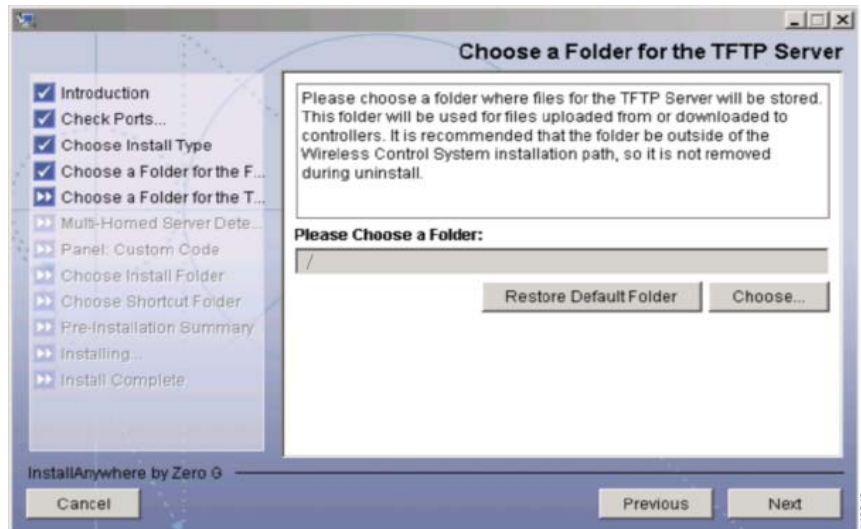 Choose a Folder for the TFTP Server
Introduction
Check Ports...
Choose Install Type
Choose a Folder for the F...
Choose a Folder for the T...
Multi-Homed Server Dete...
Panel: Custom Code
Choose Install Folder
Choose Shortcut Folder
Pre-Installation Summary
Installing...
Install Complete
Please choose a folder where files for the TFTP Server will be stored.
This folder will be used for files uploaded from or downloaded to
controllers. It is recommended that the folder be outside of the
Wireless Control System installation path, so it is not removed
during uninstall.
Please Choose a Folder:
/
Restore Default Folder
Choose...
InstallAnywhere by Zero G
Cancel
Previous
Next